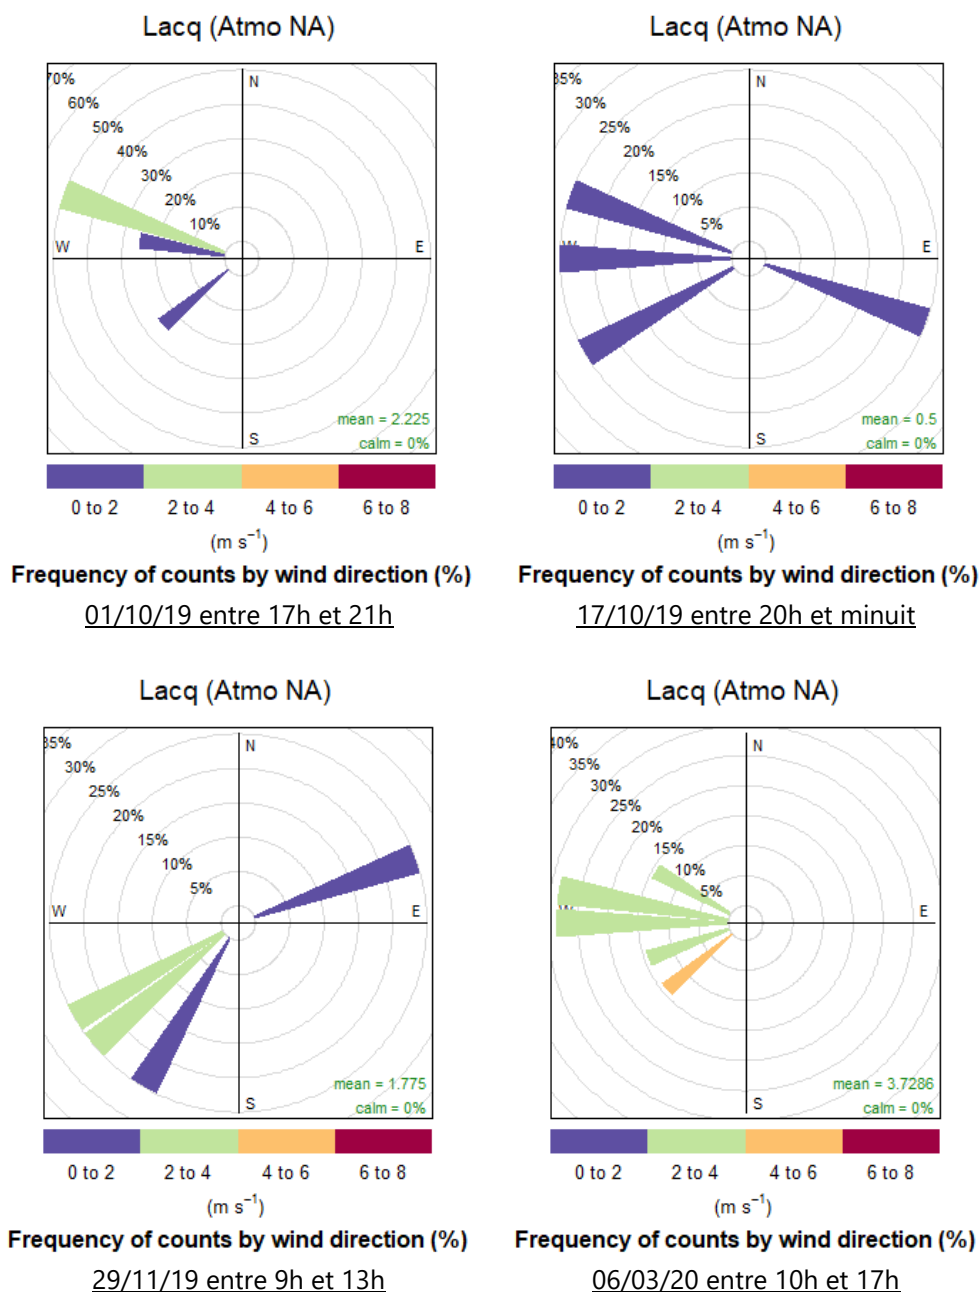 Lacq (Atmo NA)
70%
60%
50%
40%
30%
20%
10%
N
W
E
S
mean = 2.225
calm = 0%
0 to 2 2 to 4 4 to 6 6 to 8
(m s⁻¹)
Frequency of counts by wind direction (%)
01/10/19 entre 17h et 21h
Lacq (Atmo NA)
35%
30%
25%
20%
15%
10%
5%
N
W
E
S
mean = 0.5
calm = 0%
0 to 2 2 to 4 4 to 6 6 to 8
(m s⁻¹)
Frequency of counts by wind direction (%)
17/10/19 entre 20h et minuit
Lacq (Atmo NA)
35%
30%
25%
20%
15%
10%
5%
N
W
E
S
mean = 1.775
calm = 0%
0 to 2 2 to 4 4 to 6 6 to 8
(m s⁻¹)
Frequency of counts by wind direction (%)
29/11/19 entre 9h et 13h
Lacq (Atmo NA)
40%
35%
30%
25%
20%
15%
10%
5%
N
W
E
S
mean = 3.7286
calm = 0%
0 to 2 2 to 4 4 to 6 6 to 8
(m s⁻¹)
Frequency of counts by wind direction (%)
06/03/20 entre 10h et 17h